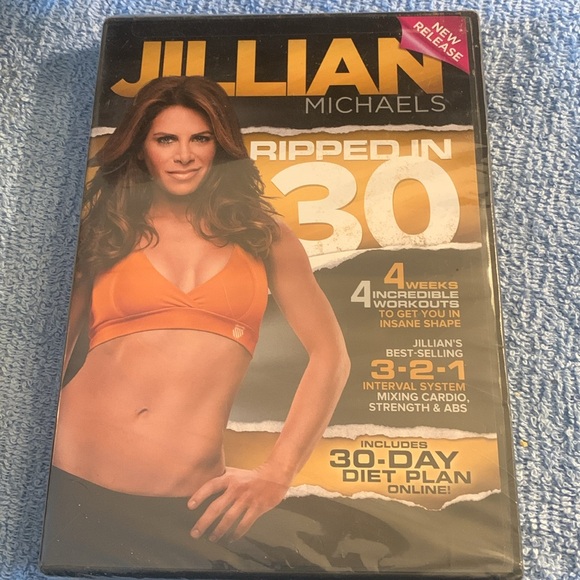 NEW
RELEASE
JILLIAN
MICHAELS
RIPPED IN
30
4 WEEKS
4 INCREDIBLE
WORKOUTS
TO GET YOU IN
INSANE SHAPE
JILLIAN'S
BEST-SELLING
3-2-1
INTERVAL SYSTEM
MIXING CARDIO,
STRENGTH & ABS
INCLUDES
30-DAY
DIET PLAN
ONLINE!